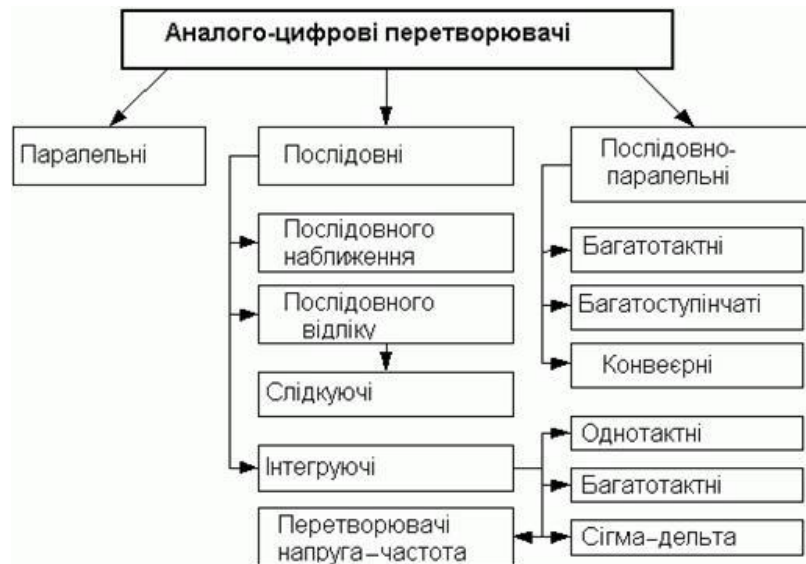 Аналого-цифрові перетворювачі
Паралельні
Послідовні
Послідовно-
паралельні
Послідовного
наближення
Послідовного
відліку
Слідкуючі
Інтегруючі
Перетворювачі
напруга–частота
Багатотактні
Багатоступінчаті
Конвеєрні
Однотактні
Багатотактні
Сігма–дельта